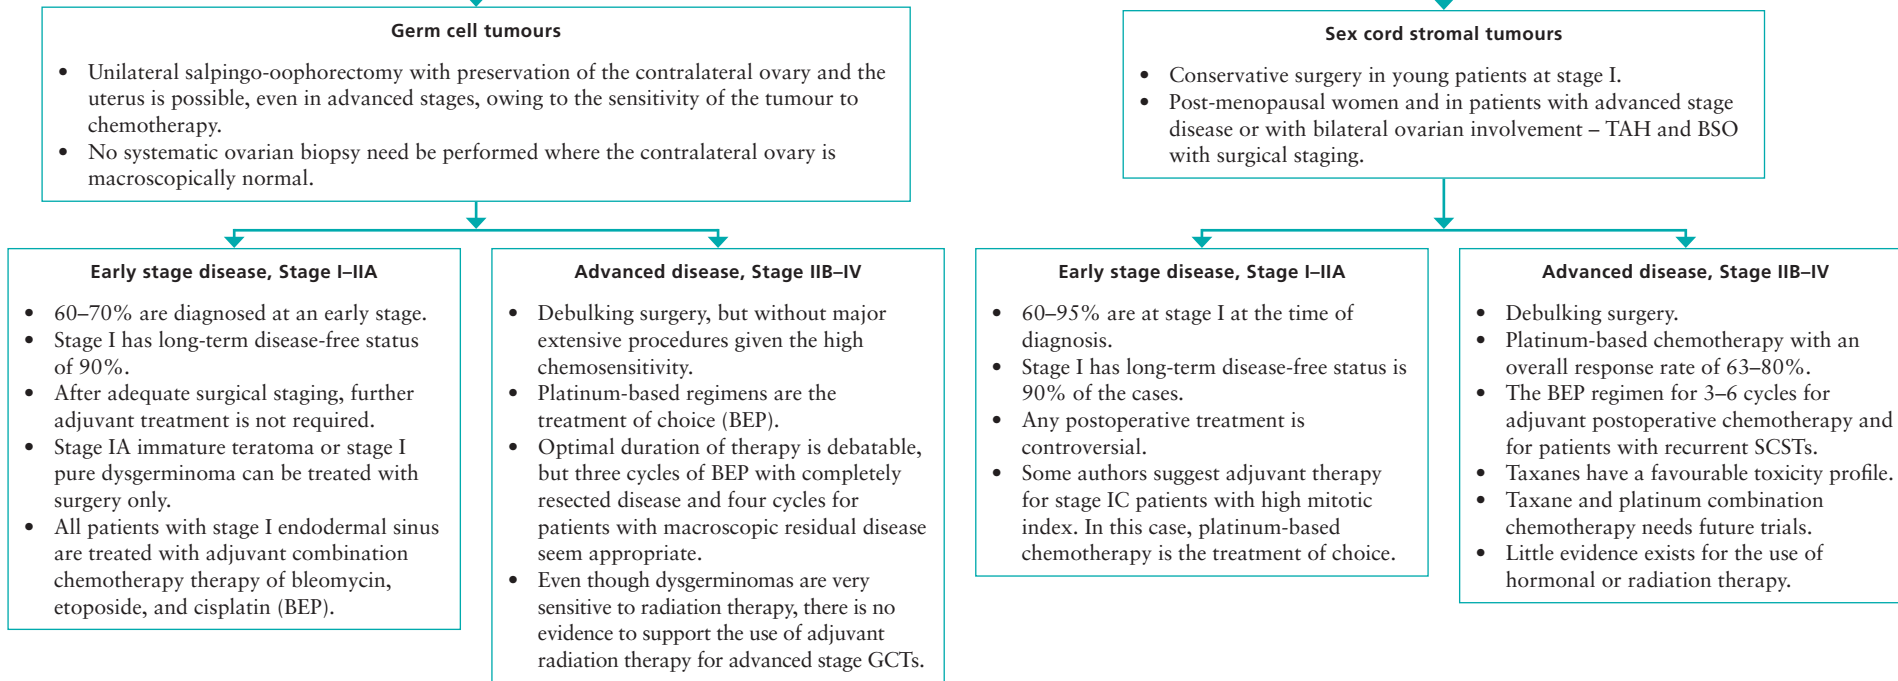 Germ cell tumours
• Unilateral salpingo-oophorectomy with preservation of the contralateral ovary and the
uterus is possible, even in advanced stages, owing to the sensitivity of the tumour to
chemotherapy.
• No systematic ovarian biopsy need be performed where the contralateral ovary is
macroscopically normal.
Early stage disease, Stage I–IIA
• 60–70% are diagnosed at an early stage.
• Stage I has long-term disease-free status
of 90%.
• After adequate surgical staging, further
adjuvant treatment is not required.
• Stage IA immature teratoma or stage I
pure dysgerminoma can be treated with
surgery only.
• All patients with stage I endodermal sinus
are treated with adjuvant combination
chemotherapy therapy of bleomycin,
etoposide, and cisplatin (BEP).
Advanced disease, Stage IIB–IV
• Debulking surgery, but without major
extensive procedures given the high
chemosensitivity.
• Platinum-based regimens are the
treatment of choice (BEP).
• Optimal duration of therapy is debatable,
but three cycles of BEP with completely
resected disease and four cycles for
patients with macroscopic residual disease
seem appropriate.
• Even though dysgerminomas are very
sensitive to radiation therapy, there is no
evidence to support the use of adjuvant
radiation therapy for advanced stage GCTs.
Sex cord stromal tumours
• Conservative surgery in young patients at stage I.
• Post-menopausal women and in patients with advanced stage
disease or with bilateral ovarian involvement – TAH and BSO
with surgical staging.
Early stage disease, Stage I–IIA
• 60–95% are at stage I at the time of
diagnosis.
• Stage I has long-term disease-free status is
90% of the cases.
• Any postoperative treatment is
controversial.
• Some authors suggest adjuvant therapy
for stage IC patients with high mitotic
index. In this case, platinum-based
chemotherapy is the treatment of choice.
Advanced disease, Stage IIB–IV
• Debulking surgery.
• Platinum-based chemotherapy with an
overall response rate of 63–80%.
• The BEP regimen for 3–6 cycles for
adjuvant postoperative chemotherapy and
for patients with recurrent SCSTs.
• Taxanes have a favourable toxicity profile.
• Taxane and platinum combination
chemotherapy needs future trials.
• Little evidence exists for the use of
hormonal or radiation therapy.